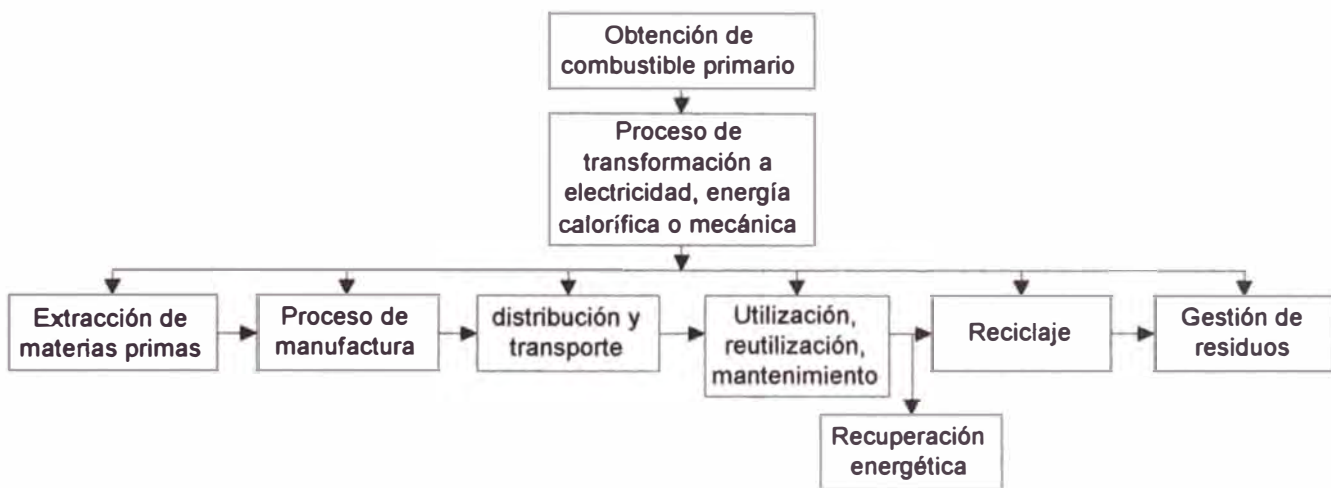 Obtención de
combustible primario
Proceso de
transformación a
electricidad, energía
calorífica o mecánica
Extracción de
materias primas
Proceso de
manufactura
distribución y
transporte
Utilización,
reutilización,
mantenimiento
Reciclaje
Gestión de
residuos
Recuperación
energética